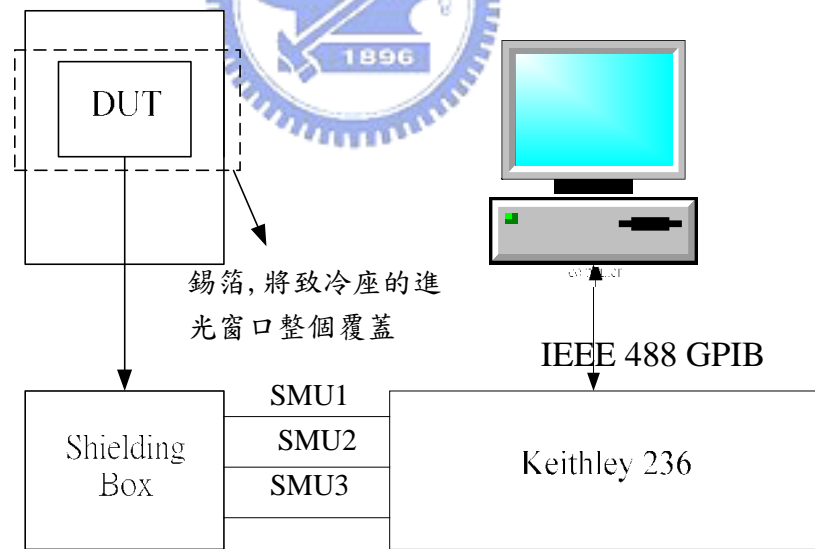 1896
DUT
錫箔, 將致冷座的進
光窗口整個覆蓋
IEEE 488 GPIB
SMU1
SMU2
SMU3
Shielding
Box
Keithley 236